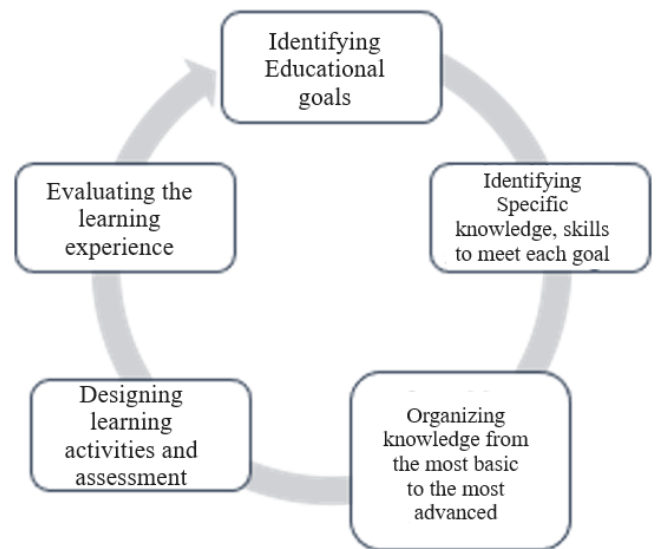 Identifying
Educational
goals
Identifying
Specific
knowledge, skills
to meet each goal
Organizing
knowledge from
the most basic
to the most
advanced
Designing
learning
activities and
assessment
Evaluating the
learning
experience